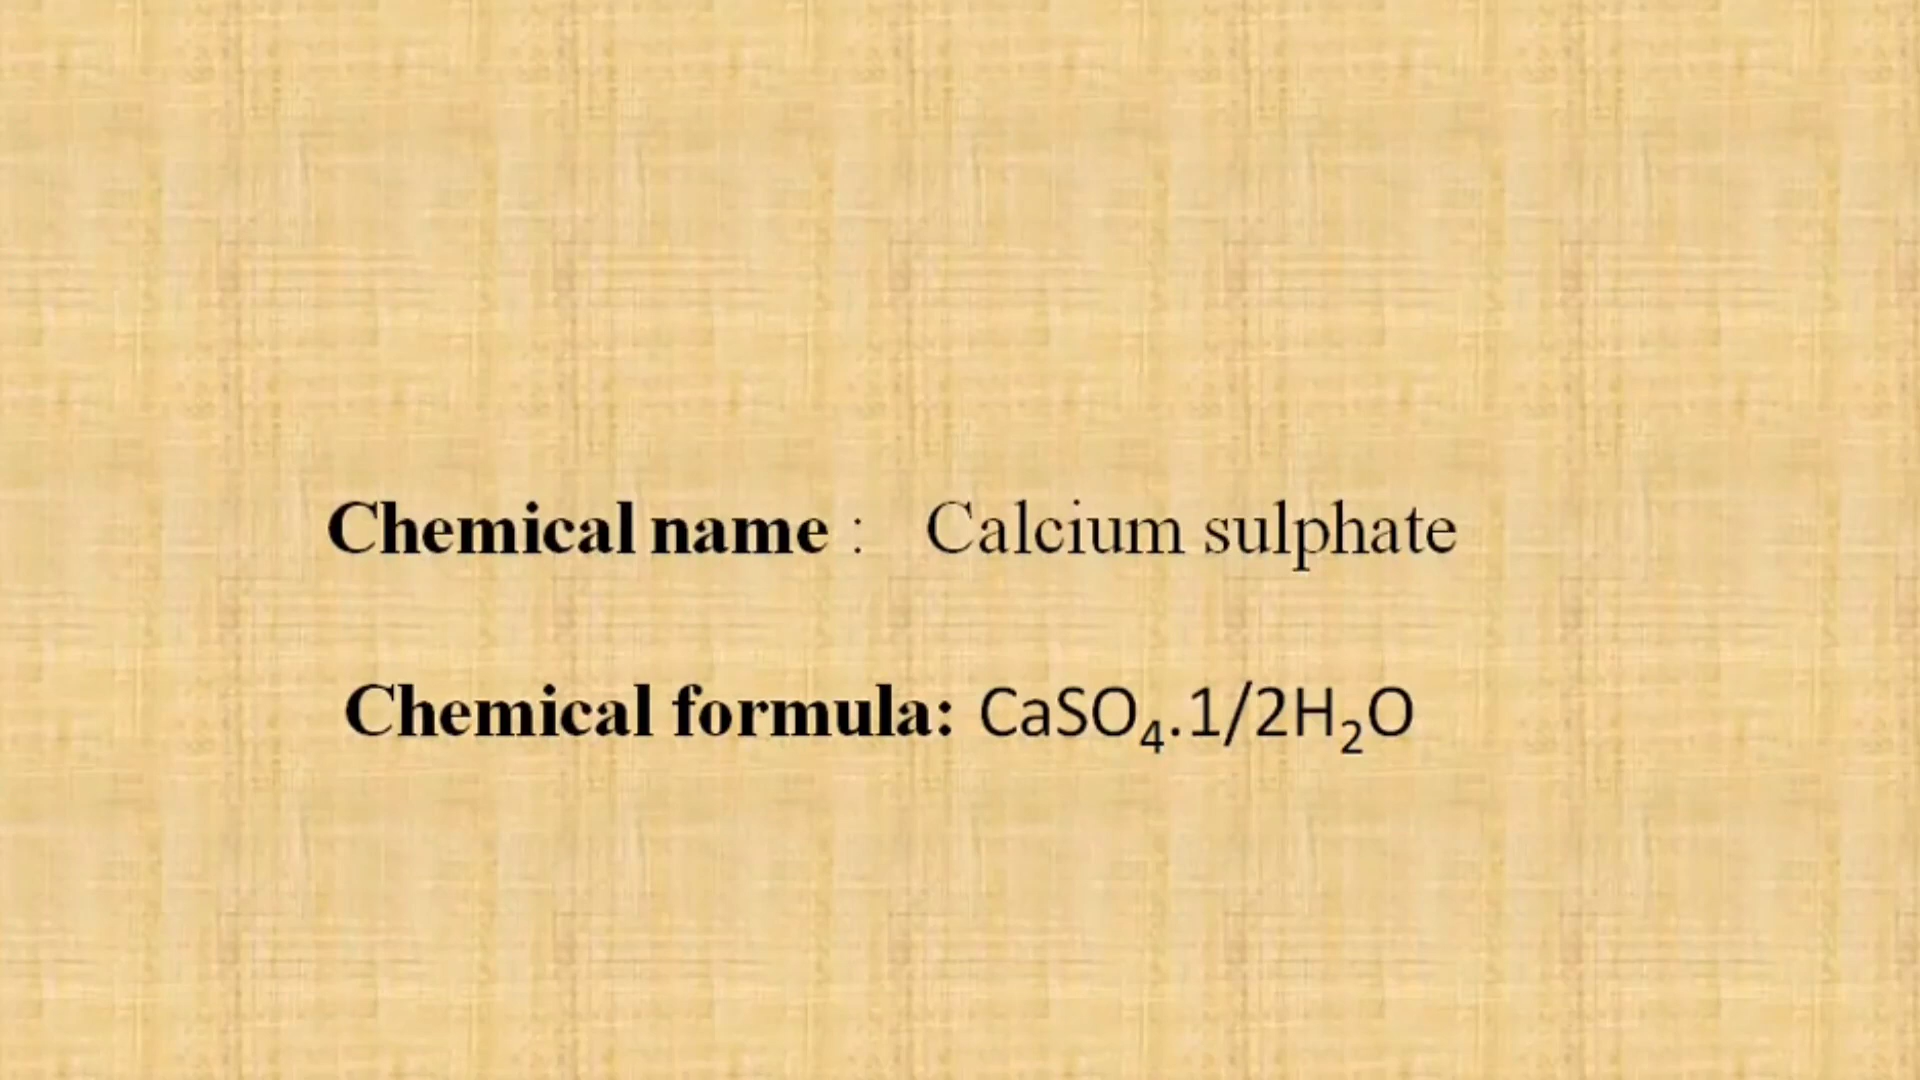 Chemical name : Calcium sulphate
Chemical formula: CaSO₄.1/2H₂O